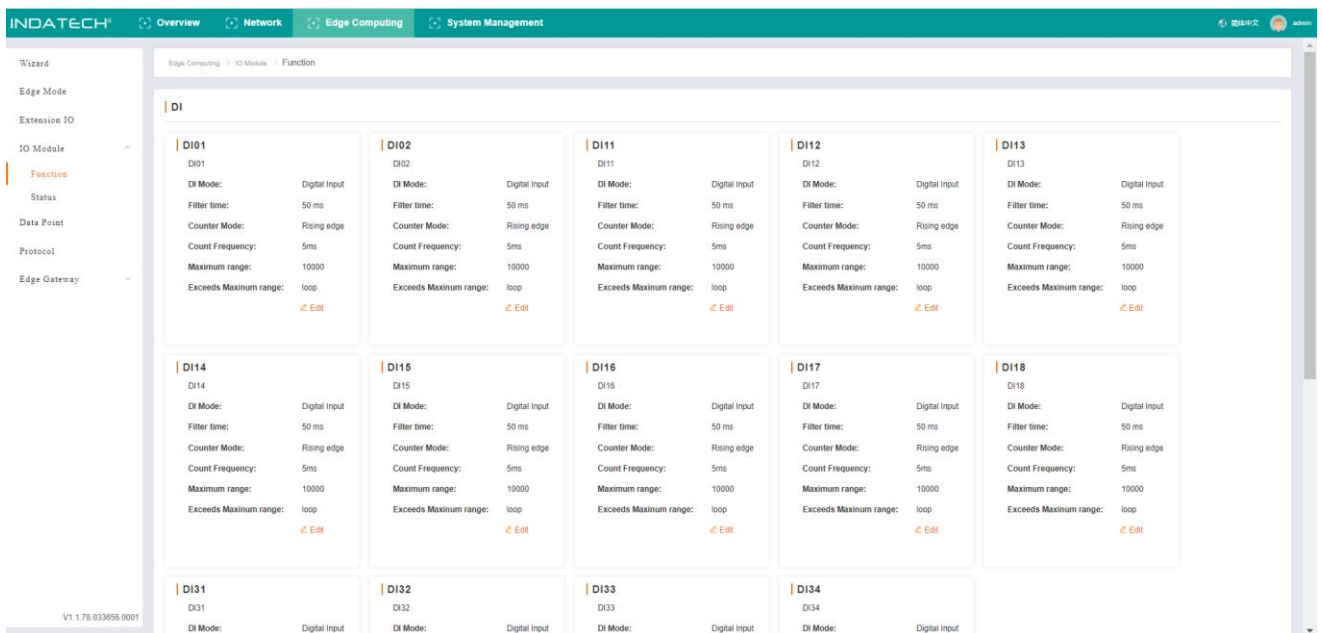 INDATECH® Overview Network Edge Computing System Management 简体中文 admin
Wizard
Edge Mode
Extension IO
IO Module
Function
Status
Data Point
Protocol
Edge Gateway
V1.1.78.033656.0001
Edge Computing > IO Module > Function
DI
DI01 DI02 DI11 DI12 DI13
DI01 DI02 DI11 DI12 DI13
DI Mode: Digital Input DI Mode: Digital Input DI Mode: Digital Input DI Mode: Digital Input DI Mode: Digital Input
Filter time: 50 ms Filter time: 50 ms Filter time: 50 ms Filter time: 50 ms Filter time: 50 ms
Counter Mode: Rising edge Counter Mode: Rising edge Counter Mode: Rising edge Counter Mode: Rising edge Counter Mode: Rising edge
Count Frequency: 5ms Count Frequency: 5ms Count Frequency: 5ms Count Frequency: 5ms Count Frequency: 5ms
Maximum range: 10000 Maximum range: 10000 Maximum range: 10000 Maximum range: 10000 Maximum range: 10000
Exceeds Maxinum range: loop Exceeds Maxinum range: loop Exceeds Maxinum range: loop Exceeds Maxinum range: loop Exceeds Maxinum range: loop
Edit Edit Edit Edit Edit
DI14 DI15 DI16 DI17 DI18
DI14 DI15 DI16 DI17 DI18
DI Mode: Digital Input DI Mode: Digital Input DI Mode: Digital Input DI Mode: Digital Input DI Mode: Digital Input
Filter time: 50 ms Filter time: 50 ms Filter time: 50 ms Filter time: 50 ms Filter time: 50 ms
Counter Mode: Rising edge Counter Mode: Rising edge Counter Mode: Rising edge Counter Mode: Rising edge Counter Mode: Rising edge
Count Frequency: 5ms Count Frequency: 5ms Count Frequency: 5ms Count Frequency: 5ms Count Frequency: 5ms
Maximum range: 10000 Maximum range: 10000 Maximum range: 10000 Maximum range: 10000 Maximum range: 10000
Exceeds Maxinum range: loop Exceeds Maxinum range: loop Exceeds Maxinum range: loop Exceeds Maxinum range: loop Exceeds Maxinum range: loop
Edit Edit Edit Edit Edit
DI31 DI32 DI33 DI34
DI31 DI32 DI33 DI34
DI Mode: Digital Input DI Mode: Digital Input DI Mode: Digital Input DI Mode: Digital Input